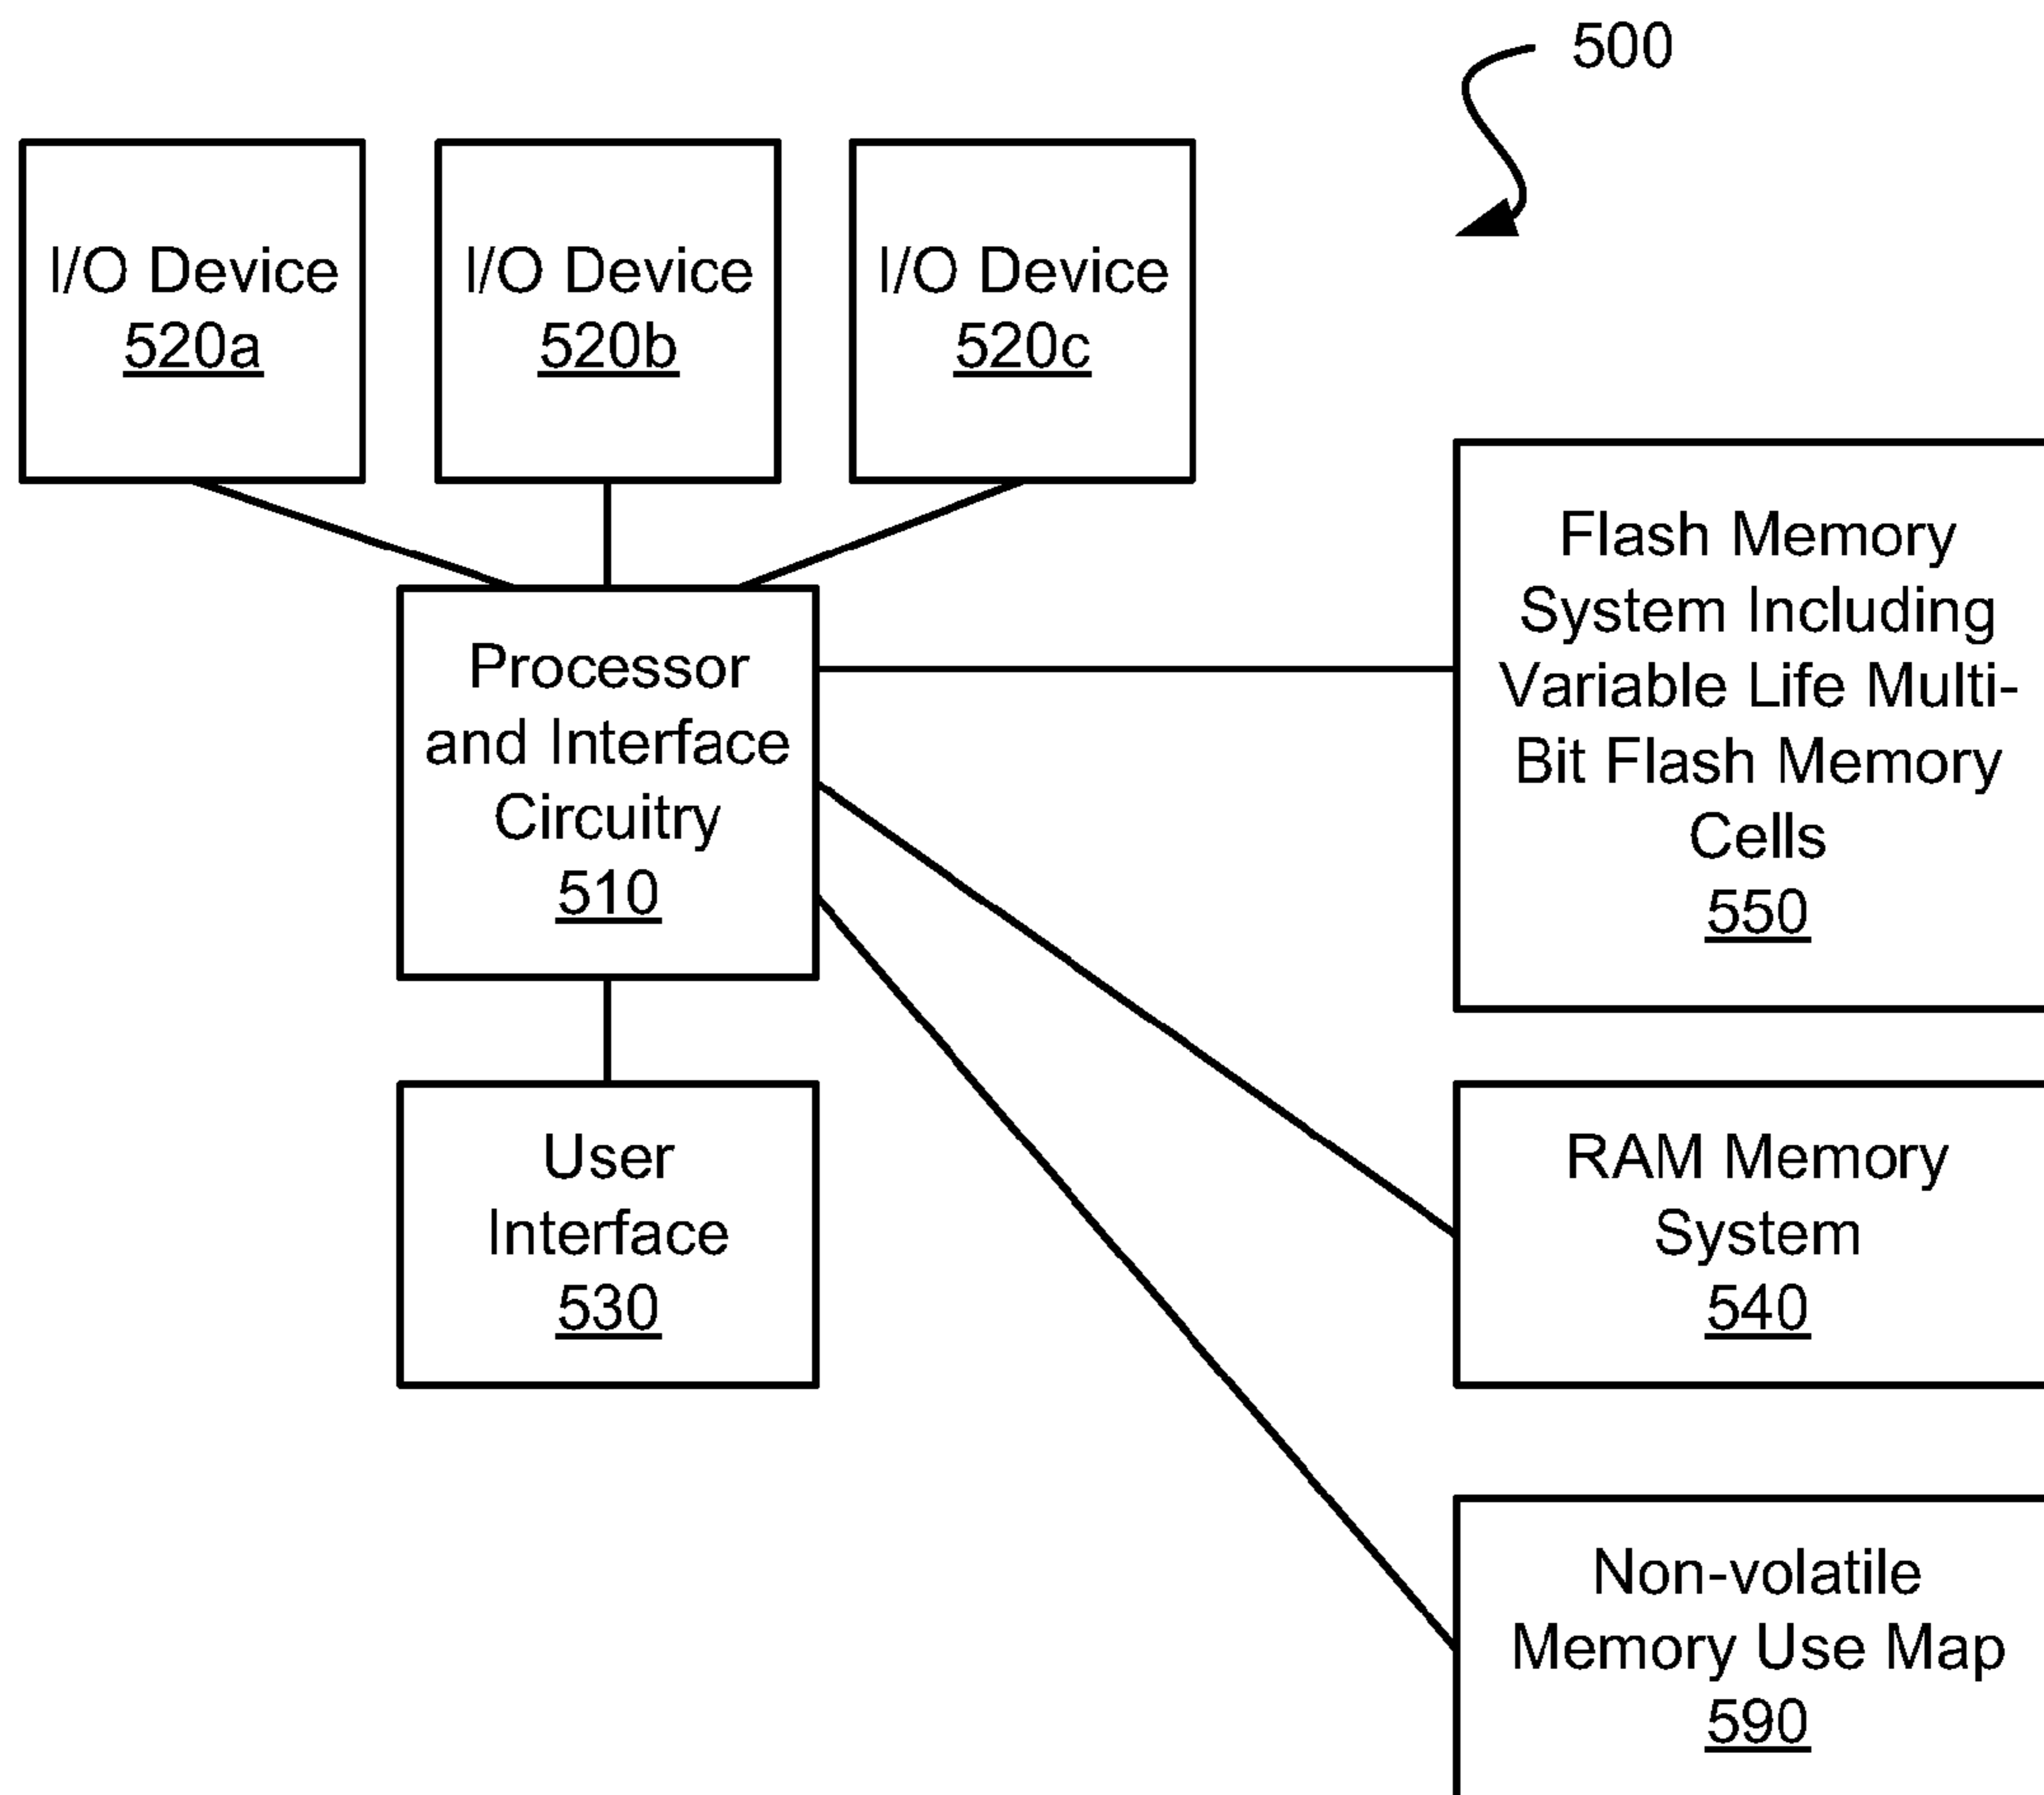 500
I/O Device
520a
I/O Device
520b
I/O Device
520c
Flash Memory
System Including
Variable Life Multi-
Bit Flash Memory
Cells
550
Processor
and Interface
Circuitry
510
User
Interface
530
RAM Memory
System
540
Non-volatile
Memory Use Map
590